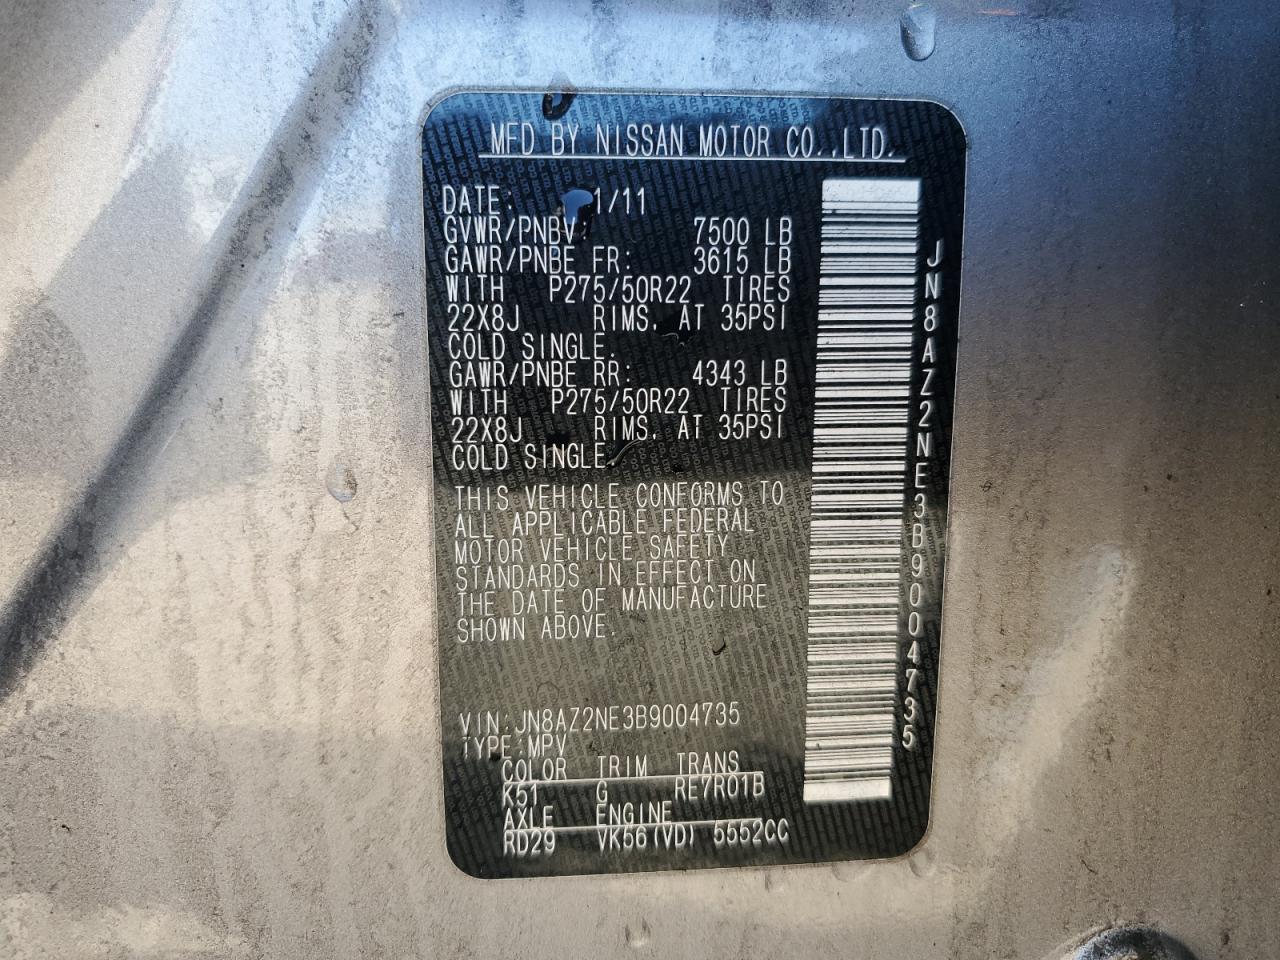 MFD BY NISSAN MOTOR CO.,LTD.
DATE: 1/11
GVWR/PNBV: 7500 LB
GAWR/PNBE FR: 3615 LB
WITH P275/50R22 TIRES
22X8J RIMS, AT 35PSI
COLD SINGLE.
GAWR/PNBE RR: 4343 LB
WITH P275/50R22 TIRES
22X8J RIMS, AT 35PSI
COLD SINGLE.
THIS VEHICLE CONFORMS TO
ALL APPLICABLE FEDERAL
MOTOR VEHICLE SAFETY
STANDARDS IN EFFECT ON
THE DATE OF MANUFACTURE
SHOWN ABOVE.
VIN:JN8AZ2NE3B9004735
TYPE:MPV
COLOR TRIM TRANS
K51 G RE7R01B
AXLE ENGINE
RD29 VK56(VD) 5552CC
JN8AZ2NE3B9004735